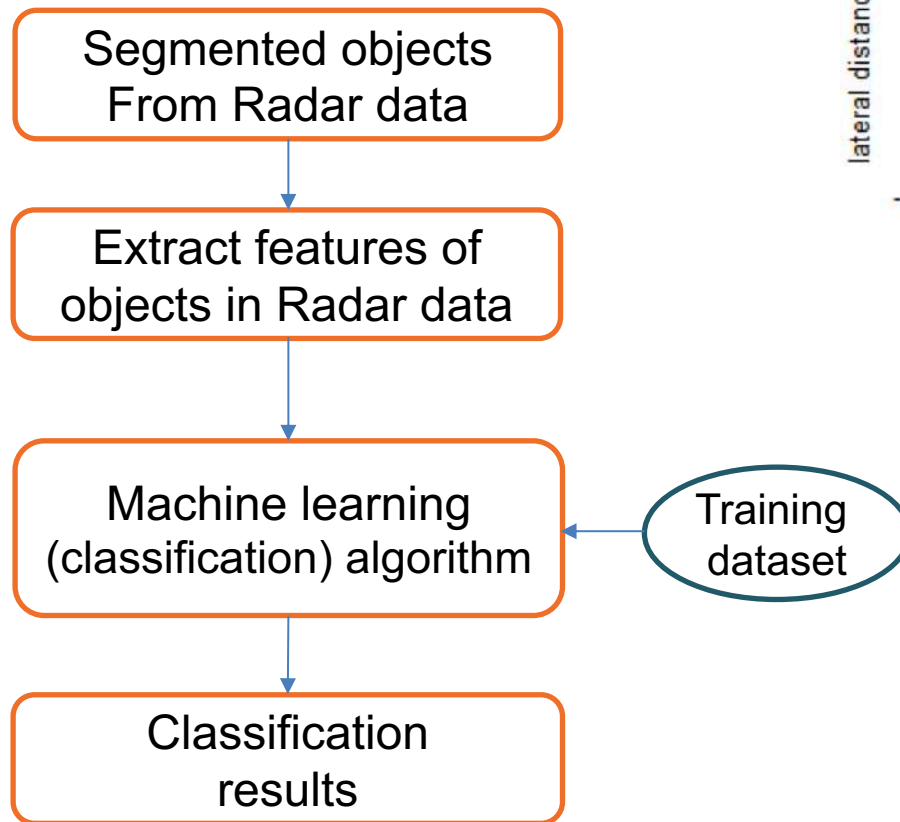 Segmented objects
From Radar data
Extract features of
objects in Radar data
Machine learning
(classification) algorithm
Training
dataset
Classification
results
lateral